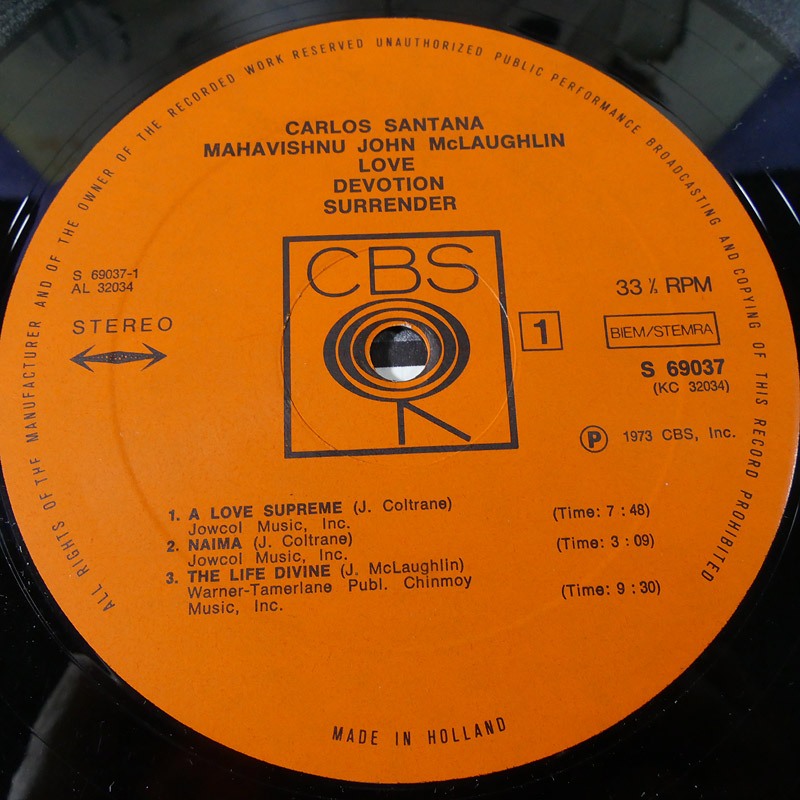 ALL RIGHTS OF THE MANUFACTURER AND OF THE OWNER OF THE RECORDED WORK RESERVED UNAUTHORIZED PUBLIC PERFORMANCE BROADCASTING AND COPYING OF THIS RECORD PROHIBITED
CARLOS SANTANA
MAHAVISHNU JOHN McLAUGHLIN
LOVE
DEVOTION
SURRENDER
CBS
S 69037-1
AL 32034
STEREO
1
33 ⅓ RPM
BIEM/STEMRA
S 69037
(KC 32034)
Ⓟ 1973 CBS, Inc.
1. A LOVE SUPREME (J. Coltrane) (Time: 7 : 48)
Jowcol Music, Inc.
2. NAIMA (J. Coltrane) (Time: 3 : 09)
Jowcol Music, Inc.
3. THE LIFE DIVINE (J. McLaughlin) (Time: 9 : 30)
Warner-Tamerlane Publ. Chinmoy
Music, Inc.
MADE IN HOLLAND